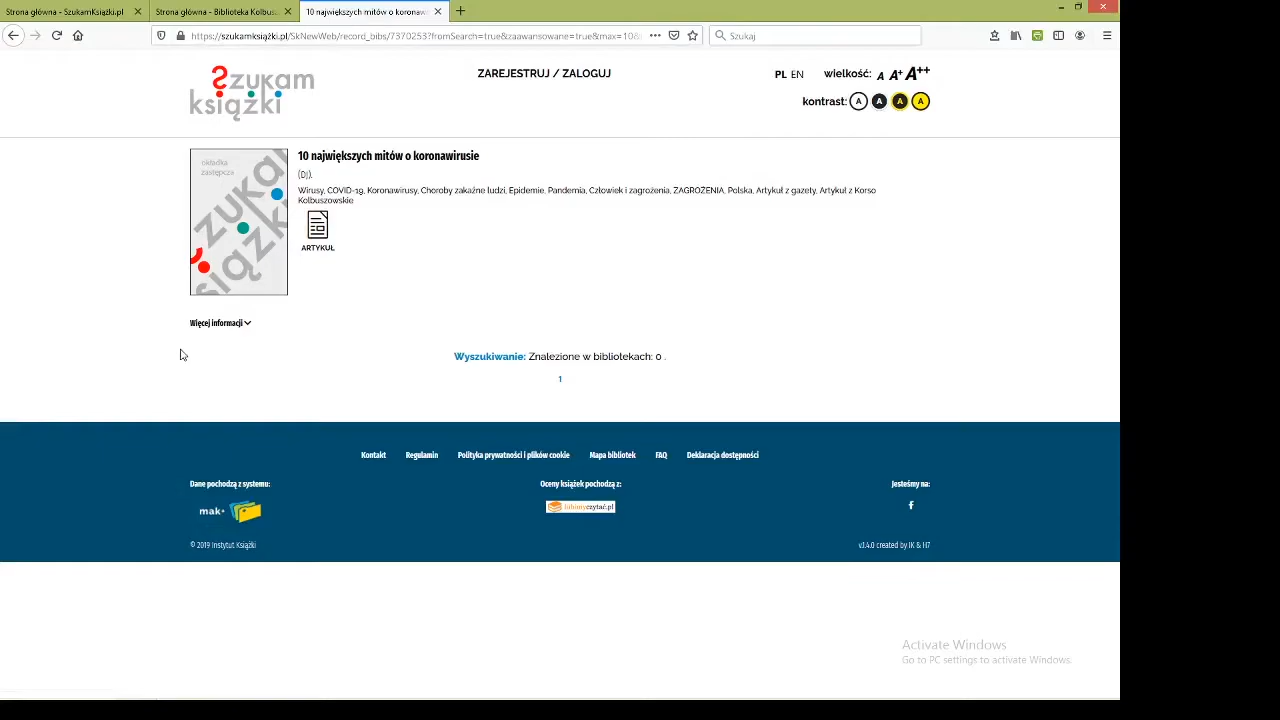 Strona główna - SzukamKsiążki.pl
Strona główna - Biblioteka Kolbus
10 największych mitów o koronaw
https://szukamksiążki.pl/SkNewWeb/record_bibs/7370253?fromSearch=true&zaawansowane=true&max=10&
Szukaj
Szukam
książki
ZAREJESTRUJ / ZALOGUJ
PL EN
wielkość: A A+ A++
kontrast: A A A A
okładka
zastępcza
10 największych mitów o koronawirusie
(DJ).
Wirusy, COVID-19, Koronawirusy, Choroby zakaźne ludzi, Epidemie, Pandemia, Człowiek i zagrożenia, ZAGROŻENIA, Polska, Artykuł z gazety, Artykuł z Korso
Kolbuszowskie
ARTYKUŁ
Więcej informacji
Wyszukiwanie: Znalezione w bibliotekach: 0 .
1
Kontakt Regulamin Polityka prywatności i plików cookie Mapa bibliotek FAQ Deklaracja dostępności
Dane pochodzą z systemu: Oceny książek pochodzą z: Jesteśmy na:
mak+ lubimyczytać.pl
© 2019 Instytut Książki v.1.4.0 created by IK & H7
Activate Windows
Go to PC settings to activate Windows.